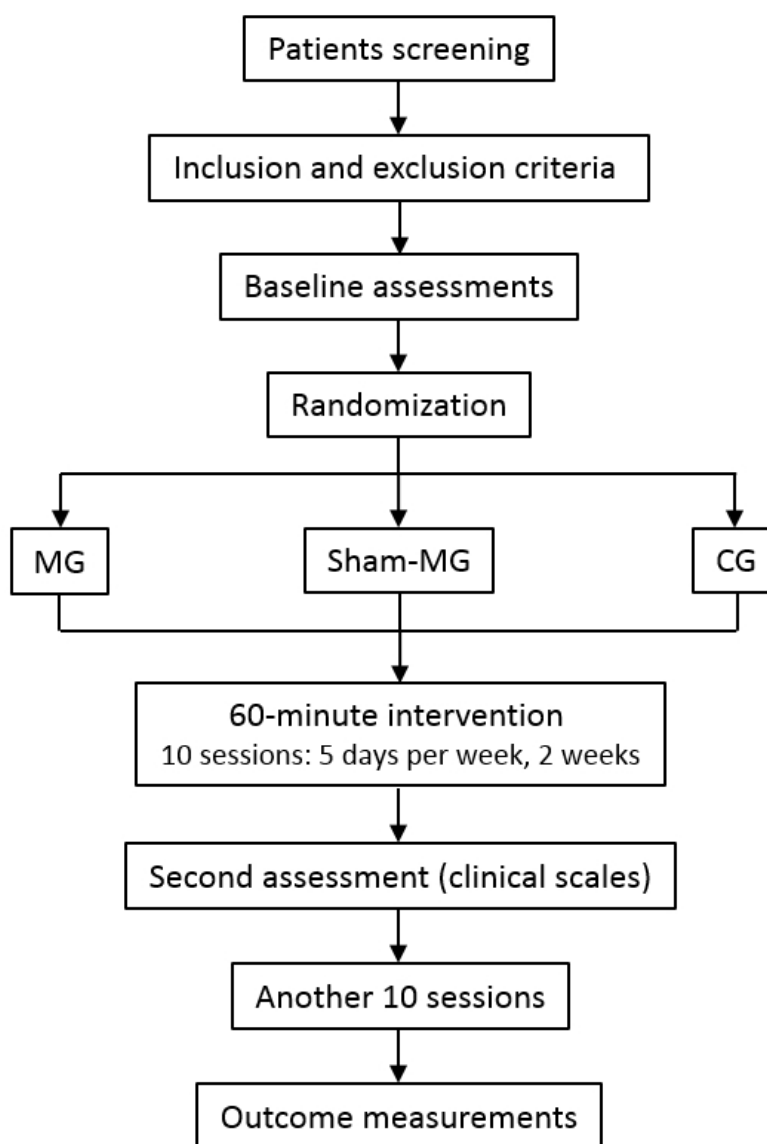 Patients screening
Inclusion and exclusion criteria
Baseline assessments
Randomization
MG
Sham-MG
CG
60-minute intervention
10 sessions: 5 days per week, 2 weeks
Second assessment (clinical scales)
Another 10 sessions
Outcome measurements